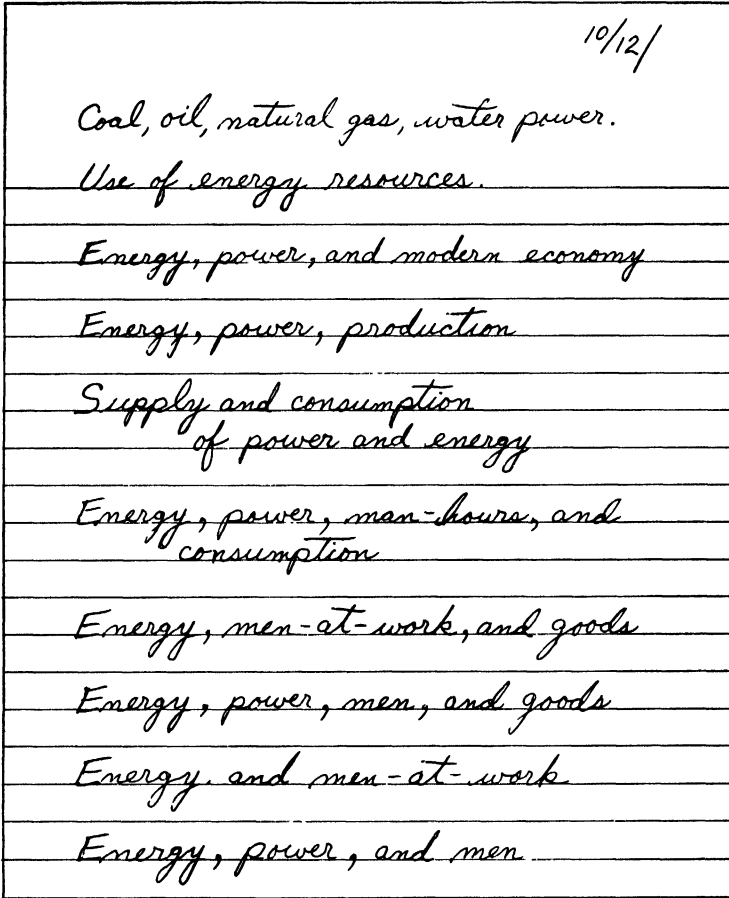 10/12/
Coal, oil, natural gas, water power.
Use of energy resources.
Energy, power, and modern economy
Energy, power, production
Supply and consumption
of power and energy
Energy, power, man-hours, and
consumption
Energy, men-at-work, and goods
Energy, power, men, and goods
Energy and men-at-work
Energy, power, and men